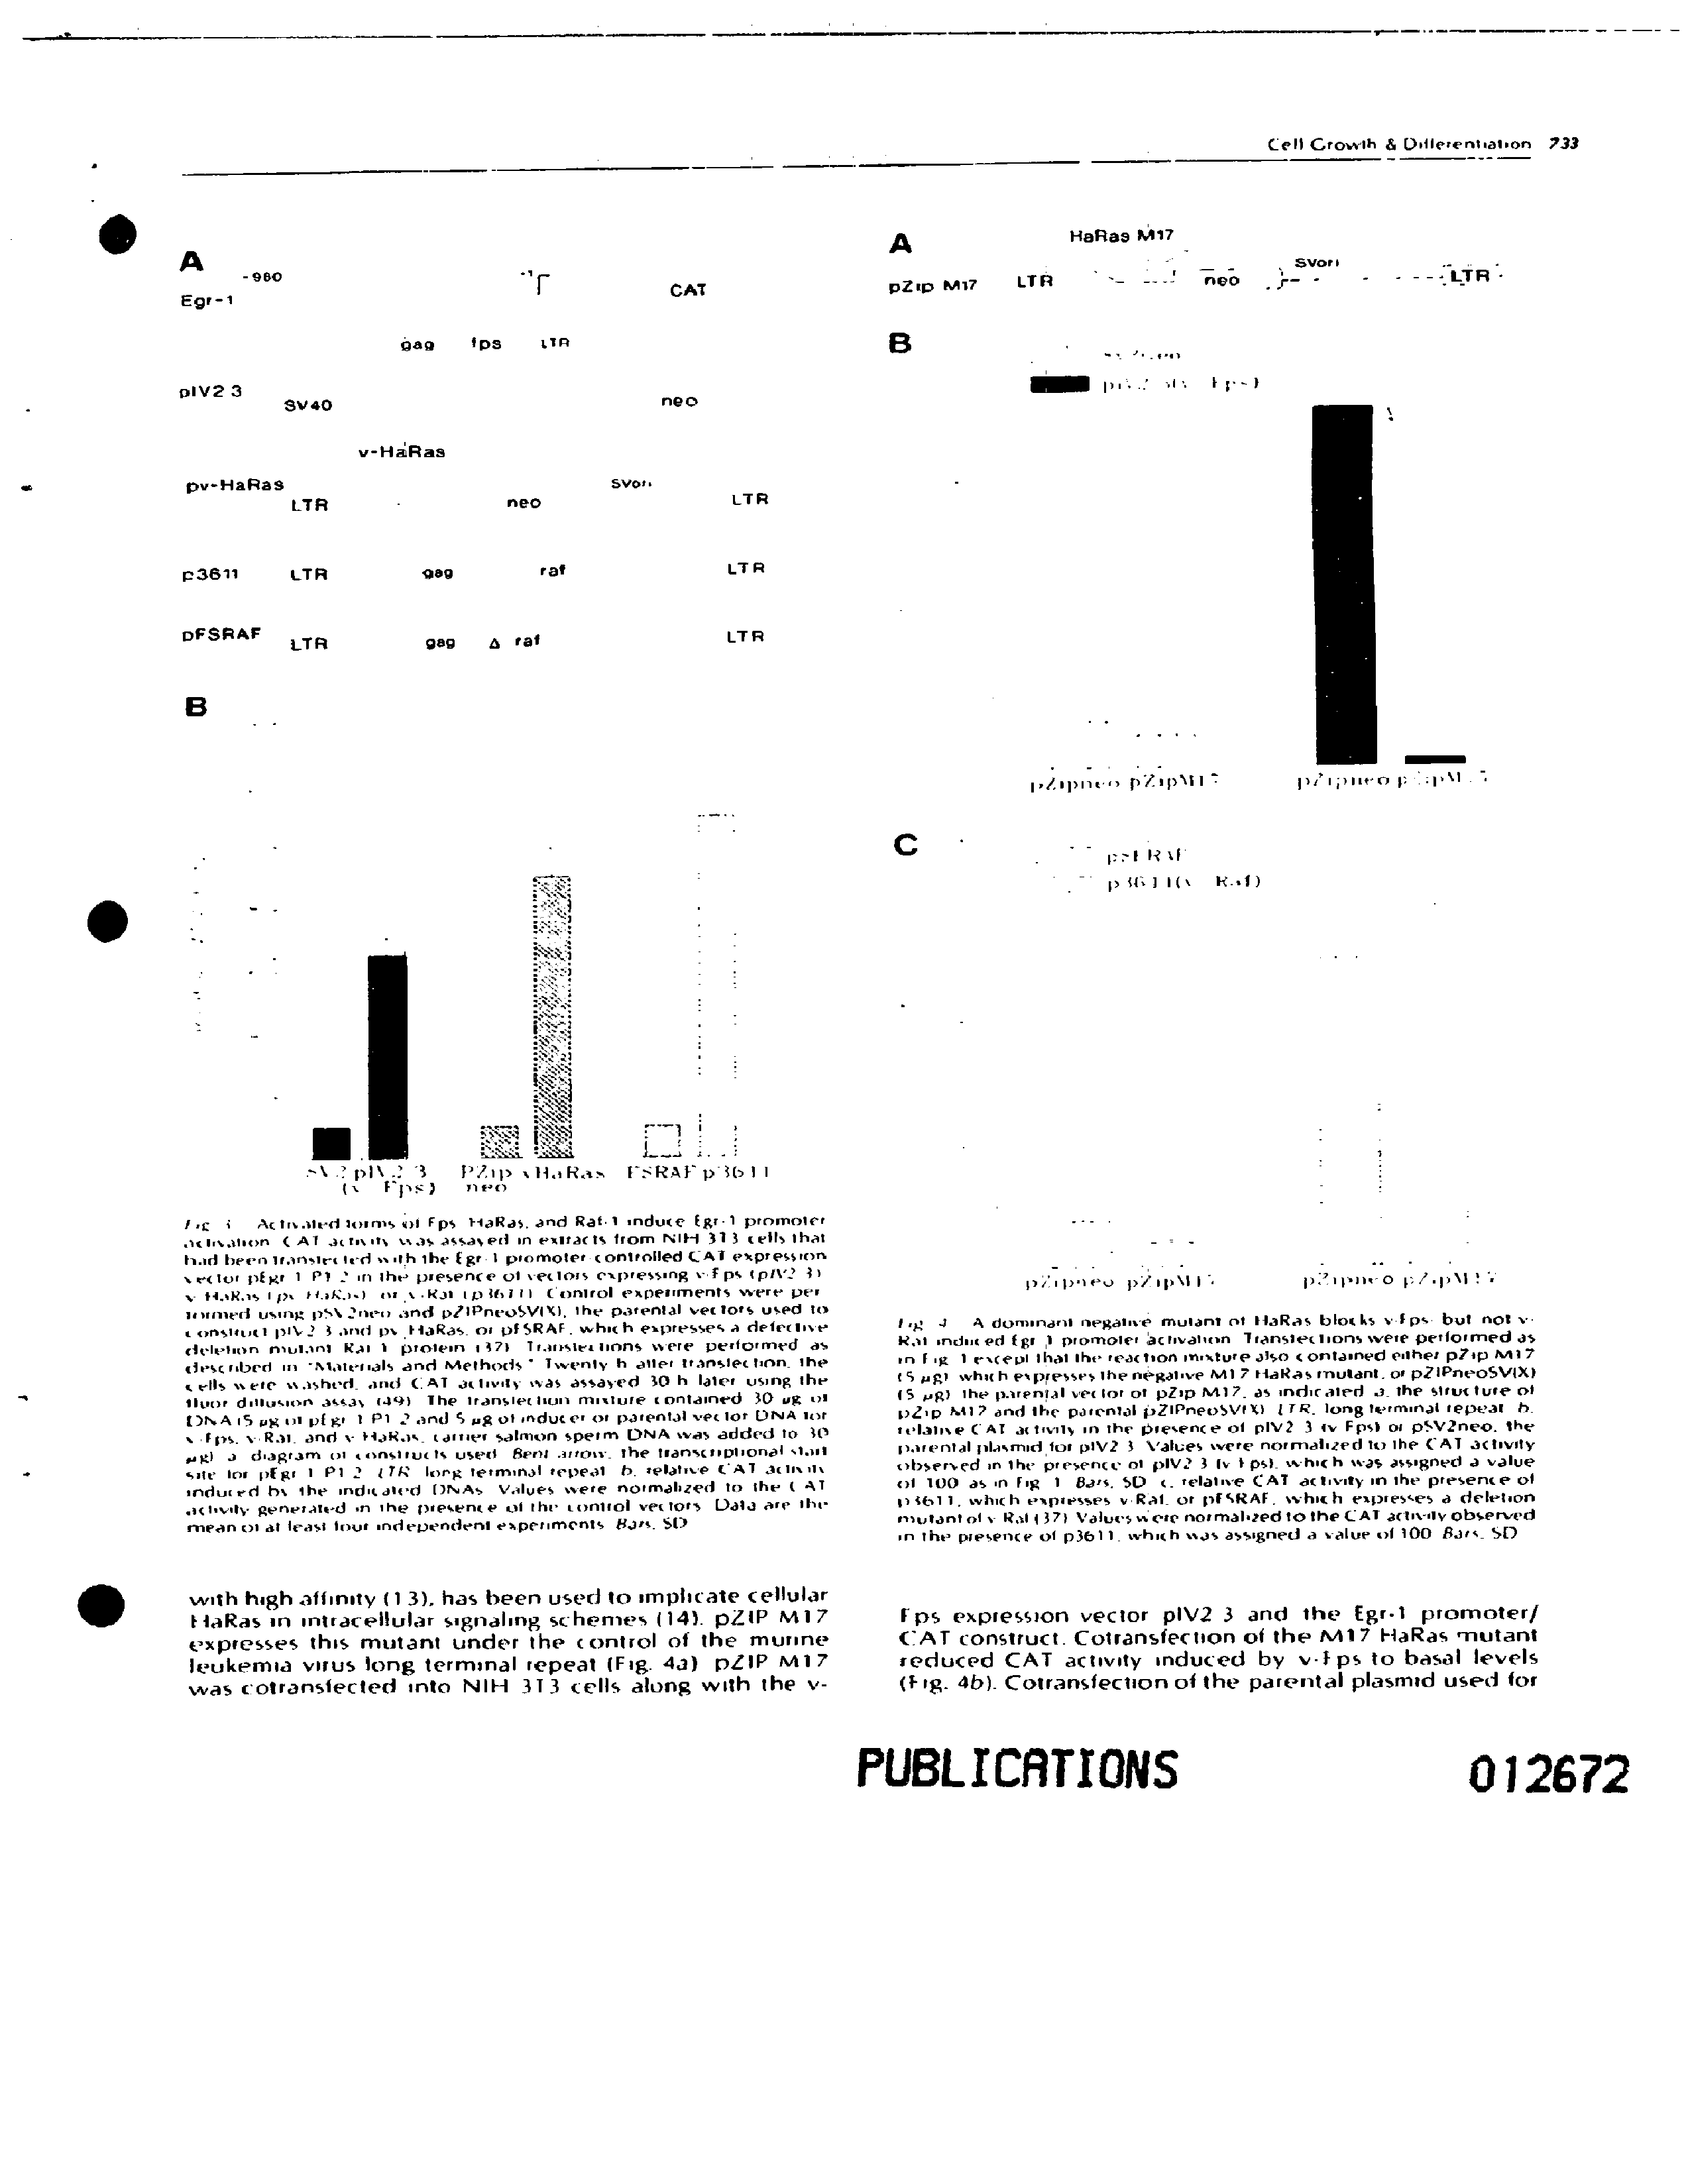 Cell Growth & Differentiation 733
A
-960
-1
Egr-1
CAT
gag fps LTR
pIV2 3
SV40
neo
v-HaRas
pv-HaRas
LTR
neo
SVori
LTR
p3611 LTR gag raf LTR
pFSRAF LTR gag Δ raf LTR
B
SV2 pIV2 3 PZip vHaRas FSRAF p3611
(v Fps) neo
Fig. 3 Activated forms of Fps, HaRas, and Raf-1 induce Egr-1 promoter
activation. CAT activity was assayed in extracts from NIH 3T3 cells that
had been transfected with the Egr-1 promoter controlled CAT expression
vector pEgr 1 P1 2 in the presence of vectors expressing v-Fps (pIV2 3)
v HaRas (pv HaRas) or v-Raf (p3611) Control experiments were per
formed using pSV2neo and pZIPneoSV(X), the parental vectors used to
construct pIV2 3 and pv HaRas, or pFSRAF, which expresses a defective
deletion mutant Raf 1 protein (37) Transfections were performed as
described in "Materials and Methods" Twenty h after transfection, the
cells were washed, and CAT activity was assayed 30 h later using the
fluor diffusion assay (49) The transfection mixture contained 30 µg of
DNA (5 µg of pEgr 1 P1 2 and 5 µg of inducer or parental vector DNA for
v-Fps, v-Raf, and v HaRas, carrier salmon sperm DNA was added to 30
µg) a diagram of constructs used Bent arrow, the transcriptional start
site for pEgr 1 P1 2 LTR long terminal repeat b, relative CAT activity
induced by the indicated DNAs Values were normalized to the CAT
activity generated in the presence of the control vectors Data are the
mean of at least four independent experiments Bars, SD
with high affinity (13), has been used to implicate cellular
HaRas in intracellular signaling schemes (14). pZIP M17
expresses this mutant under the control of the murine
leukemia virus long terminal repeat (Fig. 4a) pZIP M17
was cotransfected into NIH 3T3 cells along with the v-
A
HaRas M17
pZip M17 LTR neo SVori LTR
B
SV2neo
pIV2 3(v Fps)
pZipneo pZipM17 pZipneo pZipM17
C
pSFRAF
p3611(v Raf)
pZipneo pZipM17 pZipneo pZipM17
Fig 4 A dominant negative mutant of HaRas blocks v-fps but not v-
Raf induced Egr 1 promoter activation Transfections were performed as
in Fig 1 except that the reaction mixture also contained either pZip M17
(5 µg) which expresses the negative M17 HaRas mutant, or pZIPneoSV(X)
(5 µg) the parental vector of pZip M17, as indicated a, the structure of
pZip M17 and the parental pZIPneoSV(X) LTR, long terminal repeat b,
relative CAT activity in the presence of pIV2 3 (v Fps) or pSV2neo, the
parental plasmid for pIV2 3 Values were normalized to the CAT activity
observed in the presence of pIV2 3 (v Fps), which was assigned a value
of 100 as in Fig 1 Bars, SD c, relative CAT activity in the presence of
p3611, which expresses v Raf, or pFSRAF, which expresses a deletion
mutant of v Raf (37) Values were normalized to the CAT activity observed
in the presence of p3611, which was assigned a value of 100 Bars, SD
Fps expression vector pIV2 3 and the Egr-1 promoter/
CAT construct. Cotransfection of the M17 HaRas mutant
reduced CAT activity induced by v-Fps to basal levels
(Fig. 4b). Cotransfection of the parental plasmid used for
PUBLICATIONS 012672